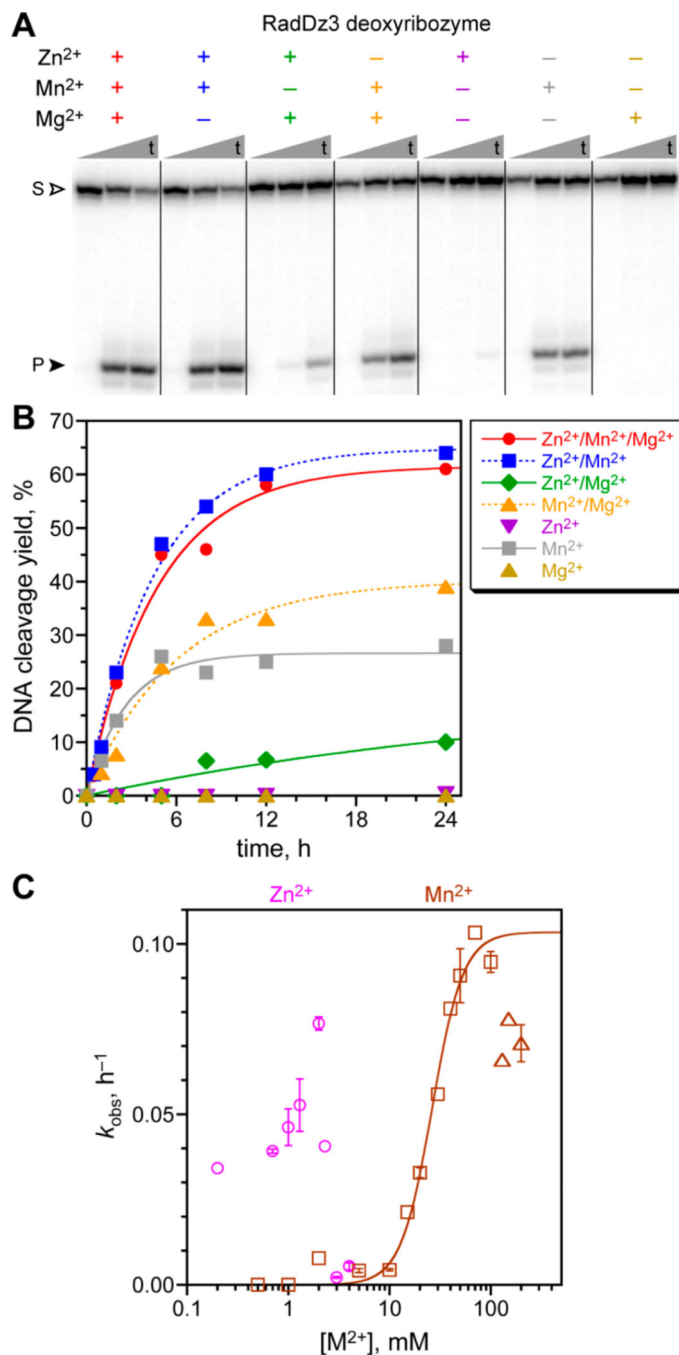 A
RadDz3 deoxyribozyme
Zn²⁺ + + + – + – –
Mn²⁺ + + – + – + –
Mg²⁺ + – + + – – +
t t t t t t t
S
P
B
70
60
50
40
30
20
10
0
DNA cleavage yield, %
0 6 12 18 24
time, h
Zn²⁺/Mn²⁺/Mg²⁺
Zn²⁺/Mn²⁺
Zn²⁺/Mg²⁺
Mn²⁺/Mg²⁺
Zn²⁺
Mn²⁺
Mg²⁺
C
Zn²⁺ Mn²⁺
0.10
0.05
0.00
kobs, h⁻¹
0.1 1 10 100
[M²⁺], mM